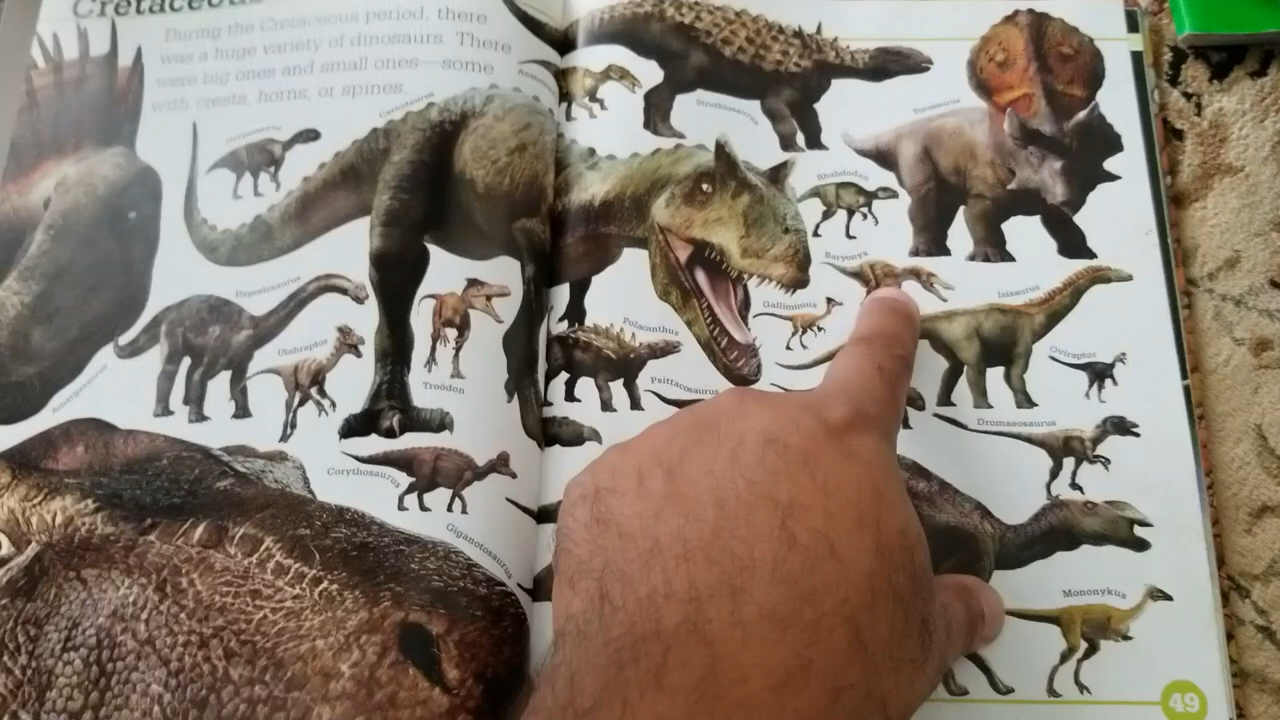 Cretaceous
During the Cretaceous period, there
was a huge variety of dinosaurs. There
were big ones and small ones—some
with crests, horns, or spines.
Struthiosaurus
Torosaurus
Rhabdodon
Baryonyx
Gallimimus
Isisaurus
Oviraptor
Hypselosaurus
Utahraptor
Troödon
Polacanthus
Psittacosaurus
Dromaeosaurus
Amargasaurus
Corythosaurus
Giganotosaurus
Mononykus
49